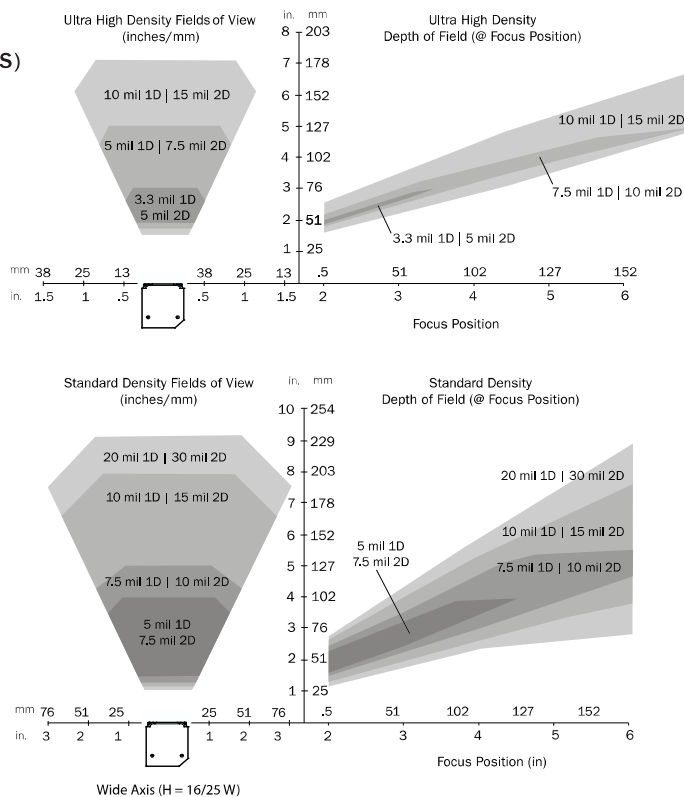 S)
Ultra High Density Fields of View
(inches/mm)
in. mm
8 203
7 178
6 152
5 127
4 102
3 76
2 51
1 25
10 mil 1D | 15 mil 2D
5 mil 1D | 7.5 mil 2D
3.3 mil 1D
5 mil 2D
mm 38 25 13 38 25 13
in. 1.5 1 .5 .5 1 1.5
Ultra High Density
Depth of Field (@ Focus Position)
10 mil 1D | 15 mil 2D
7.5 mil 1D | 10 mil 2D
3.3 mil 1D | 5 mil 2D
.5 51 102 127 152
2 3 4 5 6
Focus Position
Standard Density Fields of View
(inches/mm)
in. mm
10 254
9 229
8 203
7 178
6 152
5 127
4 102
3 76
2 51
1 25
20 mil 1D | 30 mil 2D
10 mil 1D | 15 mil 2D
7.5 mil 1D | 10 mil 2D
5 mil 1D
7.5 mil 2D
mm 76 51 25 25 51 76
in. 3 2 1 1 2 3
Wide Axis (H = 16/25 W)
Standard Density
Depth of Field (@ Focus Position)
20 mil 1D | 30 mil 2D
10 mil 1D | 15 mil 2D
5 mil 1D
7.5 mil 2D
7.5 mil 1D | 10 mil 2D
.5 51 102 127 152
2 3 4 5 6
Focus Position (in)